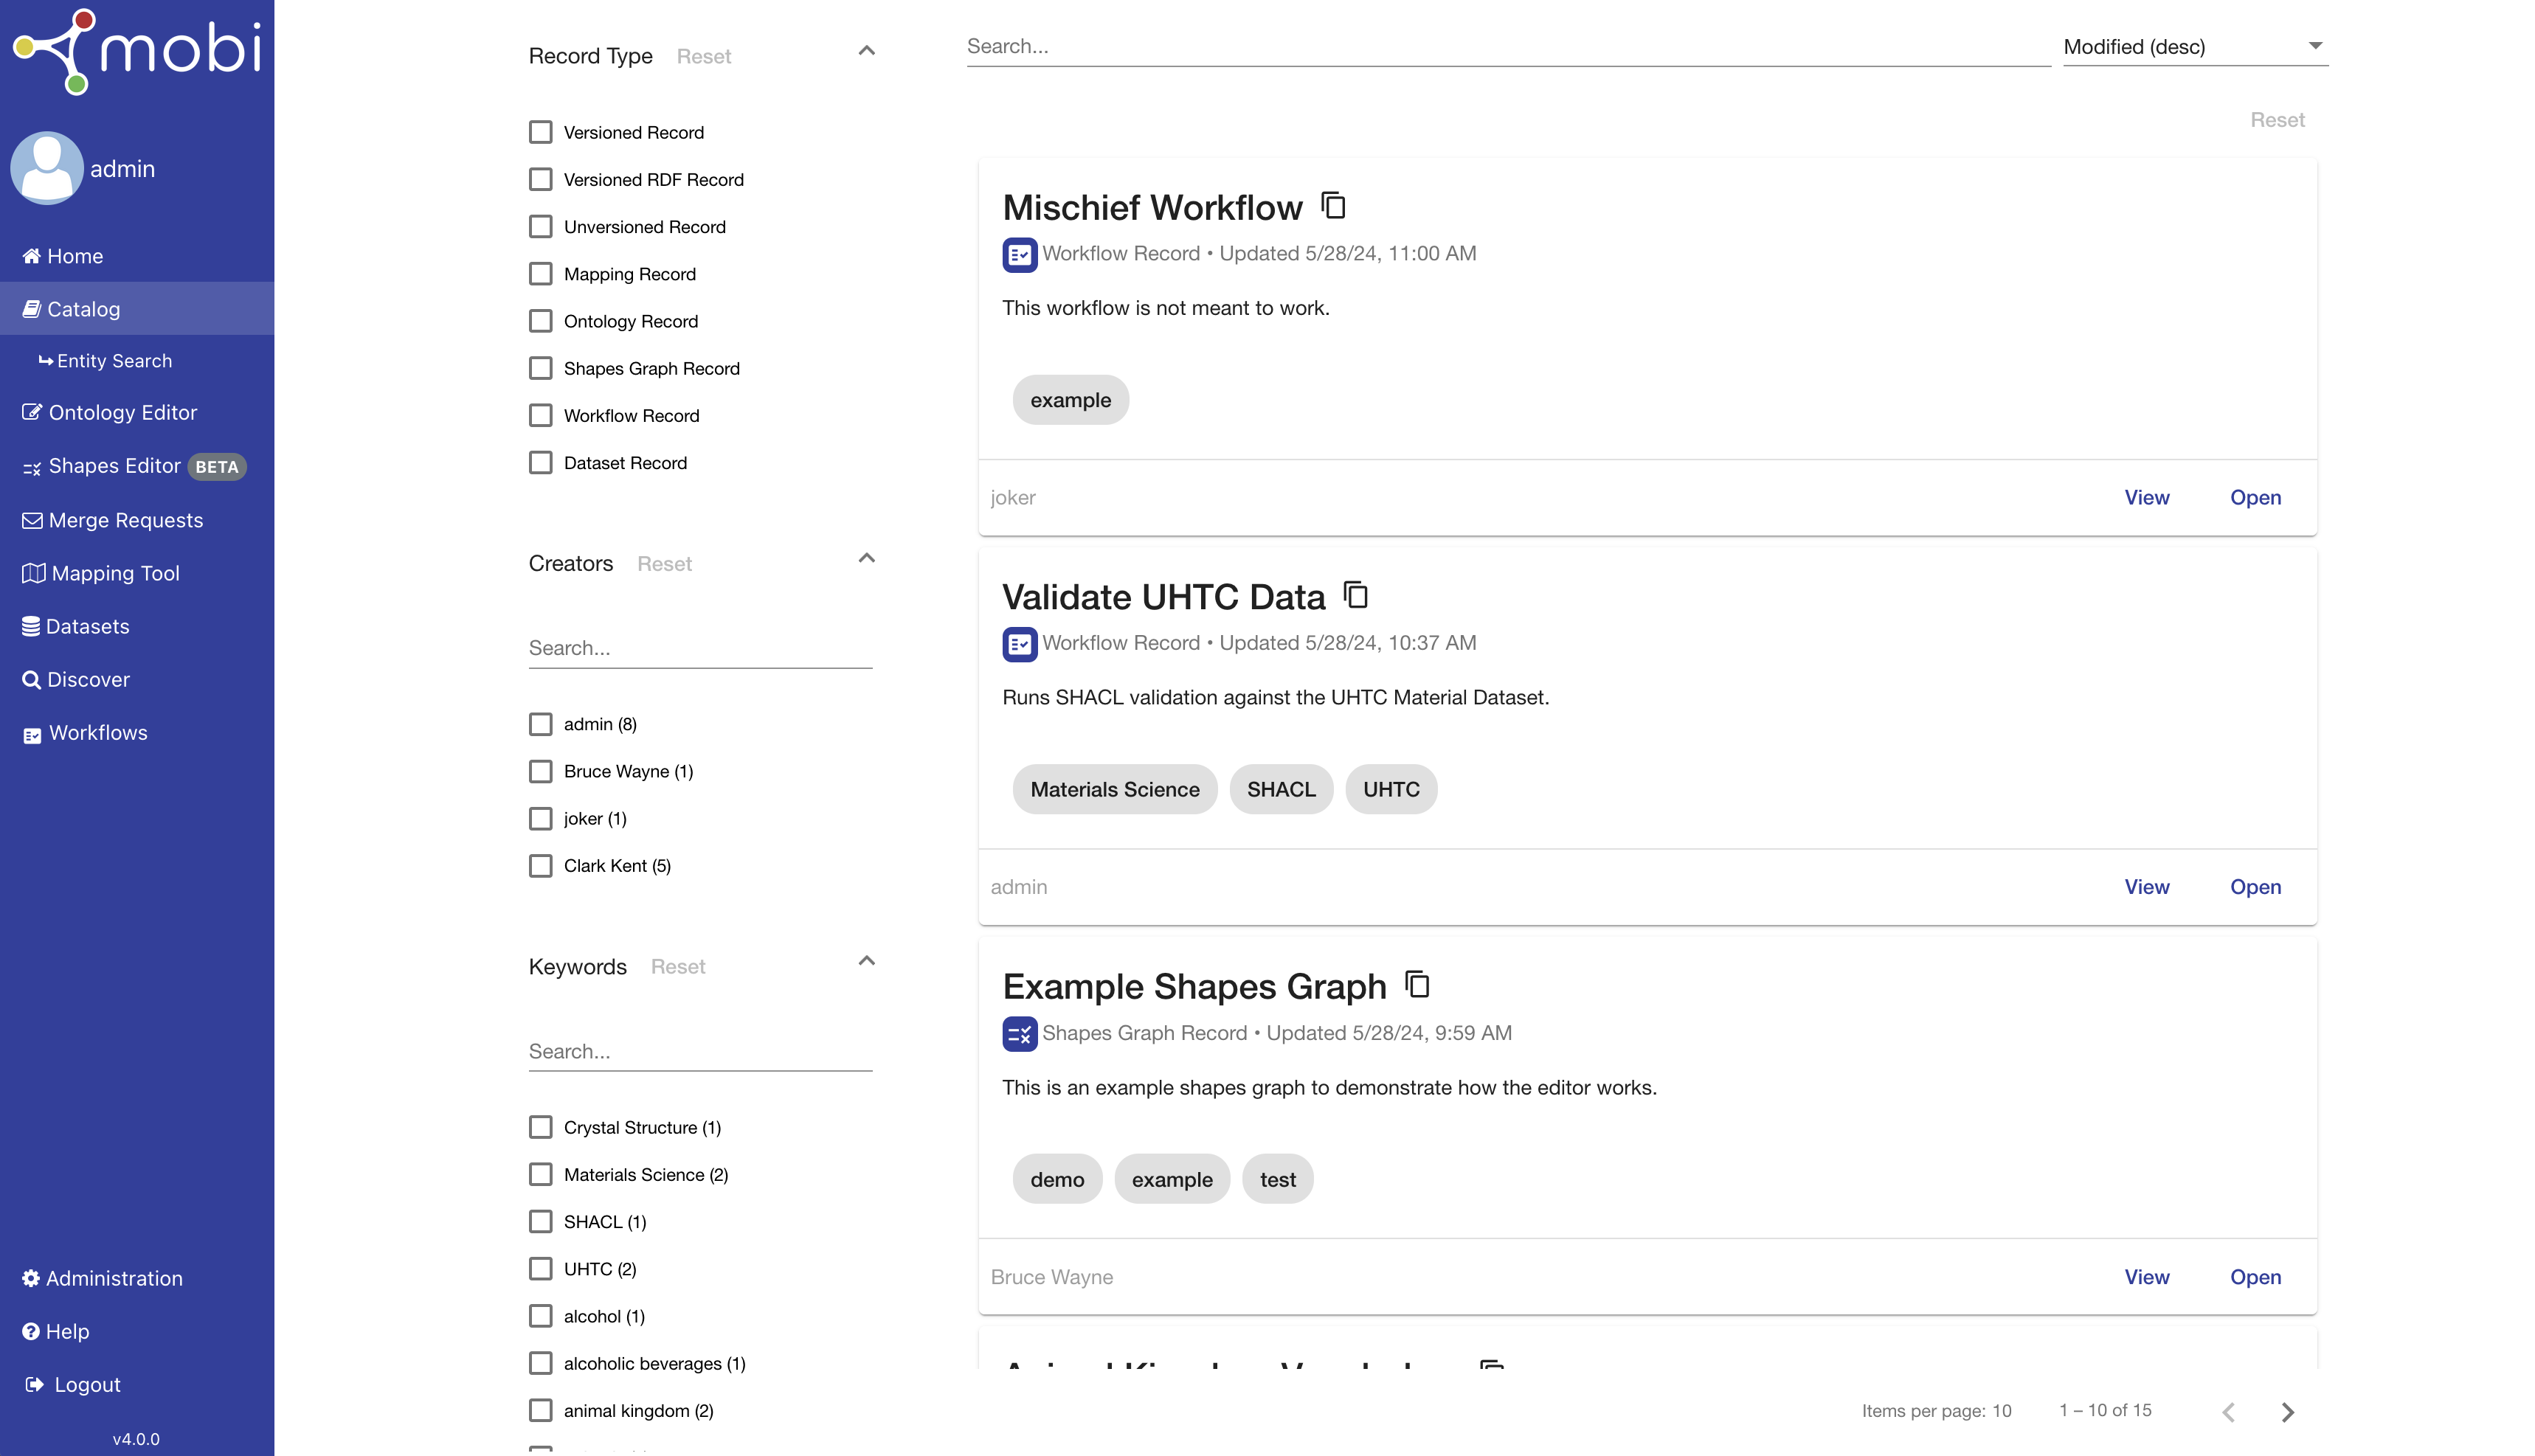 mobi
admin
Home
Catalog
Entity Search
Ontology Editor
Shapes Editor BETA
Merge Requests
Mapping Tool
Datasets
Discover
Workflows
Administration
Help
Logout
v4.0.0
Record Type Reset
Versioned Record
Versioned RDF Record
Unversioned Record
Mapping Record
Ontology Record
Shapes Graph Record
Workflow Record
Dataset Record
Creators Reset
Search...
admin (8)
Bruce Wayne (1)
joker (1)
Clark Kent (5)
Keywords Reset
Search...
Crystal Structure (1)
Materials Science (2)
SHACL (1)
UHTC (2)
alcohol (1)
alcoholic beverages (1)
animal kingdom (2)
Search... Modified (desc)
Reset
Mischief Workflow
Workflow Record • Updated 5/28/24, 11:00 AM
This workflow is not meant to work.
example
joker View Open
Validate UHTC Data
Workflow Record • Updated 5/28/24, 10:37 AM
Runs SHACL validation against the UHTC Material Dataset.
Materials Science SHACL UHTC
admin View Open
Example Shapes Graph
Shapes Graph Record • Updated 5/28/24, 9:59 AM
This is an example shapes graph to demonstrate how the editor works.
demo example test
Bruce Wayne View Open
Items per page: 10 1 – 10 of 15